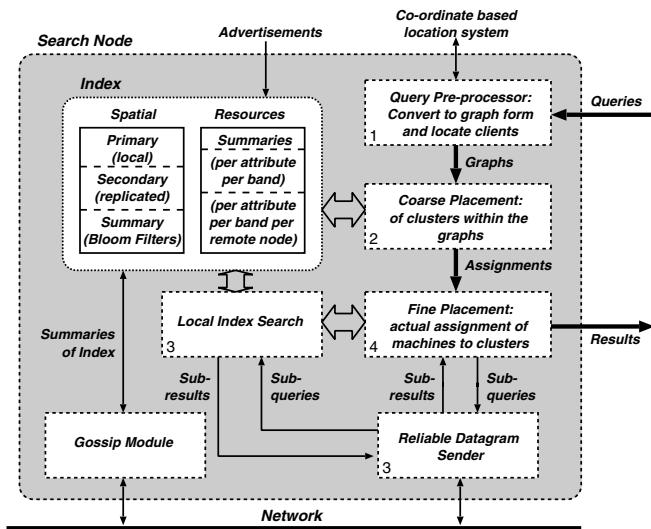 Advertisements
Co-ordinate based
location system
Search Node
Index
Spatial
Resources
Primary
(local)
Secondary
(replicated)
Summary
(Bloom Filters)
Summaries
(per attribute
per band)
(per attribute
per band per
remote node)
Query Pre-processor:
Convert to graph form
and locate clients
1
Queries
Graphs
Coarse Placement:
of clusters within the
graphs
2
Assignments
Local Index Search
3
Fine Placement:
actual assignment of
machines to clusters
4
Results
Summaries
of Index
Sub-
results
Sub-
queries
Sub-
results
Sub-
queries
Gossip Module
Reliable Datagram
Sender
3
Network